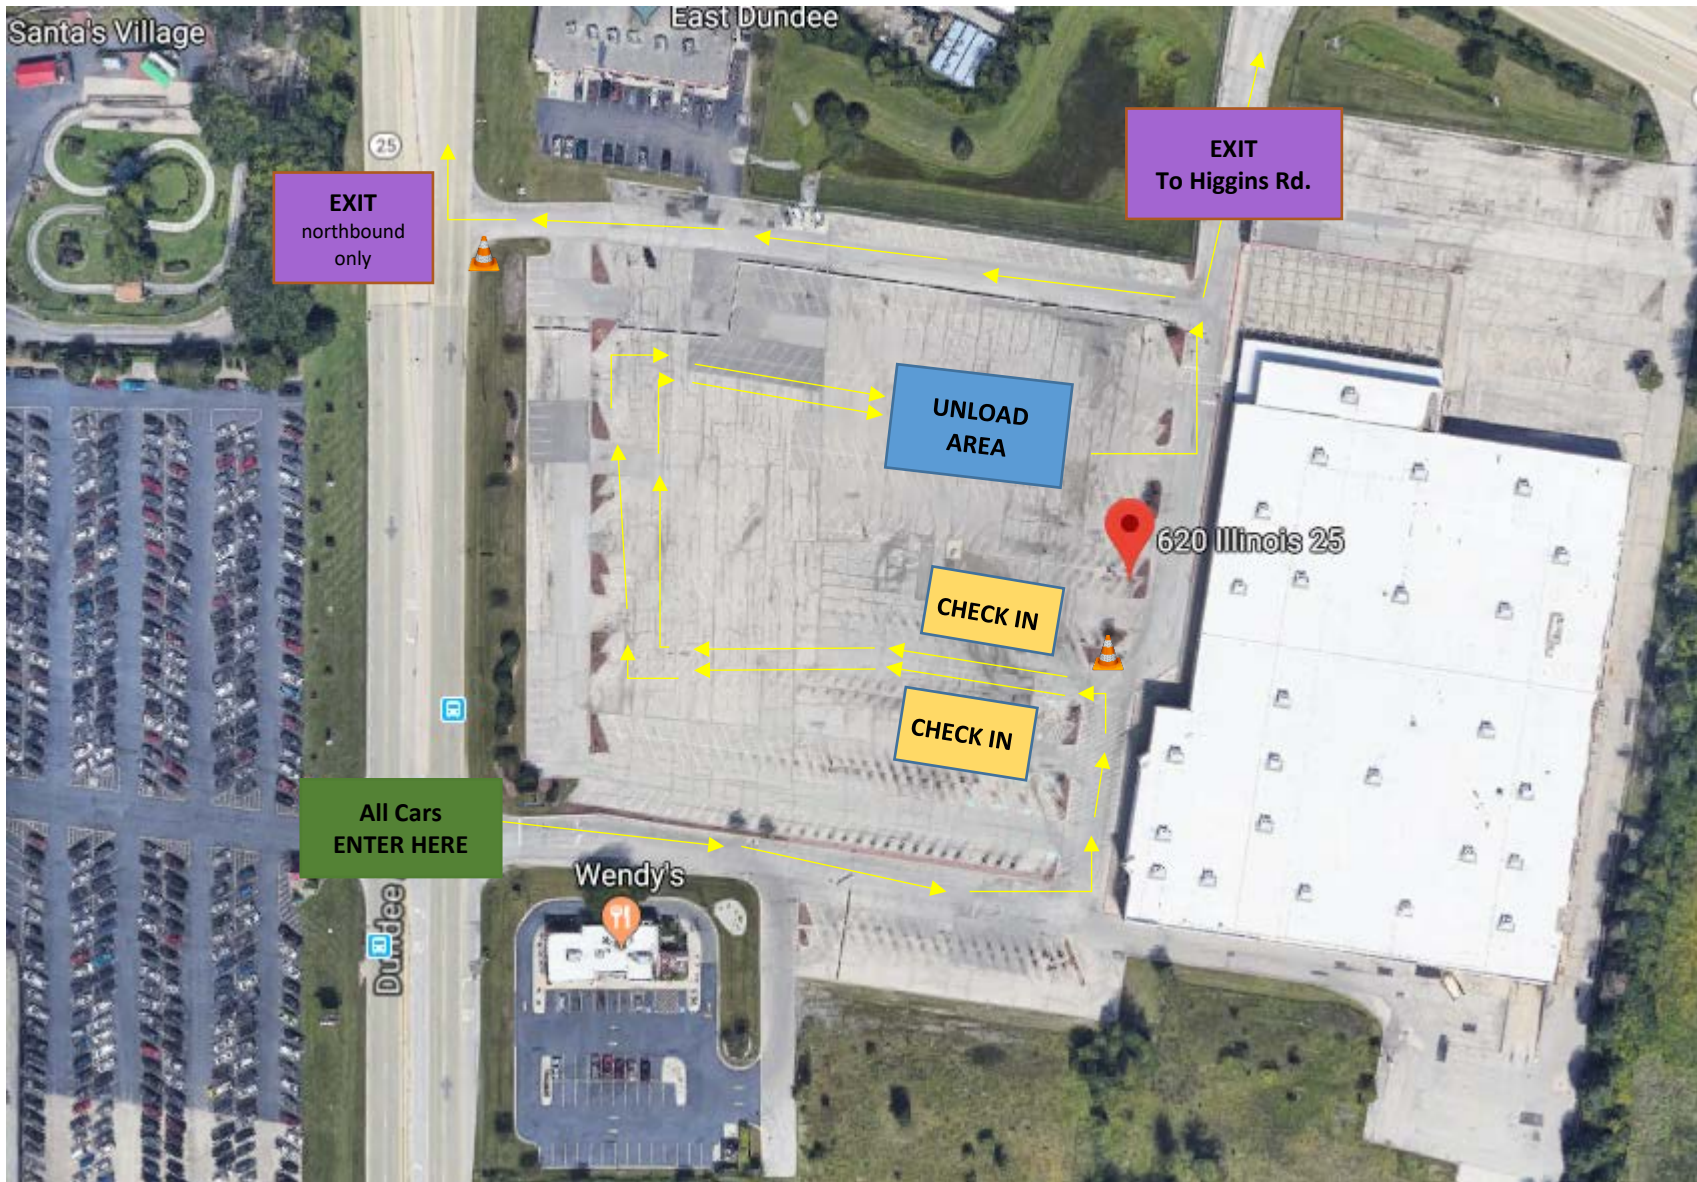 Santa's Village
East Dundee
25
EXIT
To Higgins Rd.
EXIT
northbound
only
UNLOAD
AREA
620 Illinois 25
CHECK IN
CHECK IN
All Cars
ENTER HERE
Wendy's
Dundee